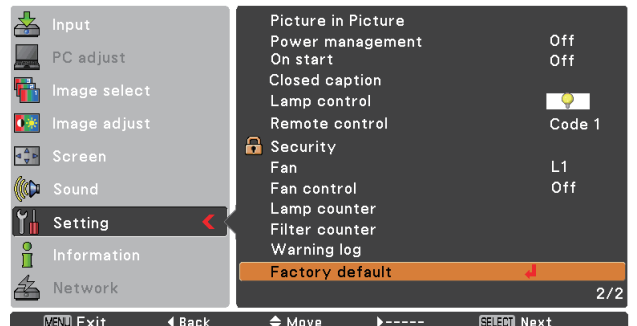 Input
PC adjust
Image select
Image adjust
Screen
Sound
Setting
Information
Network
Picture in Picture
Power management Off
On start Off
Closed caption
Lamp control
Remote control Code 1
Security
Fan L1
Fan control Off
Lamp counter
Filter counter
Warning log
Factory default
2/2
MENU Exit Back Move ----- SELECT Next